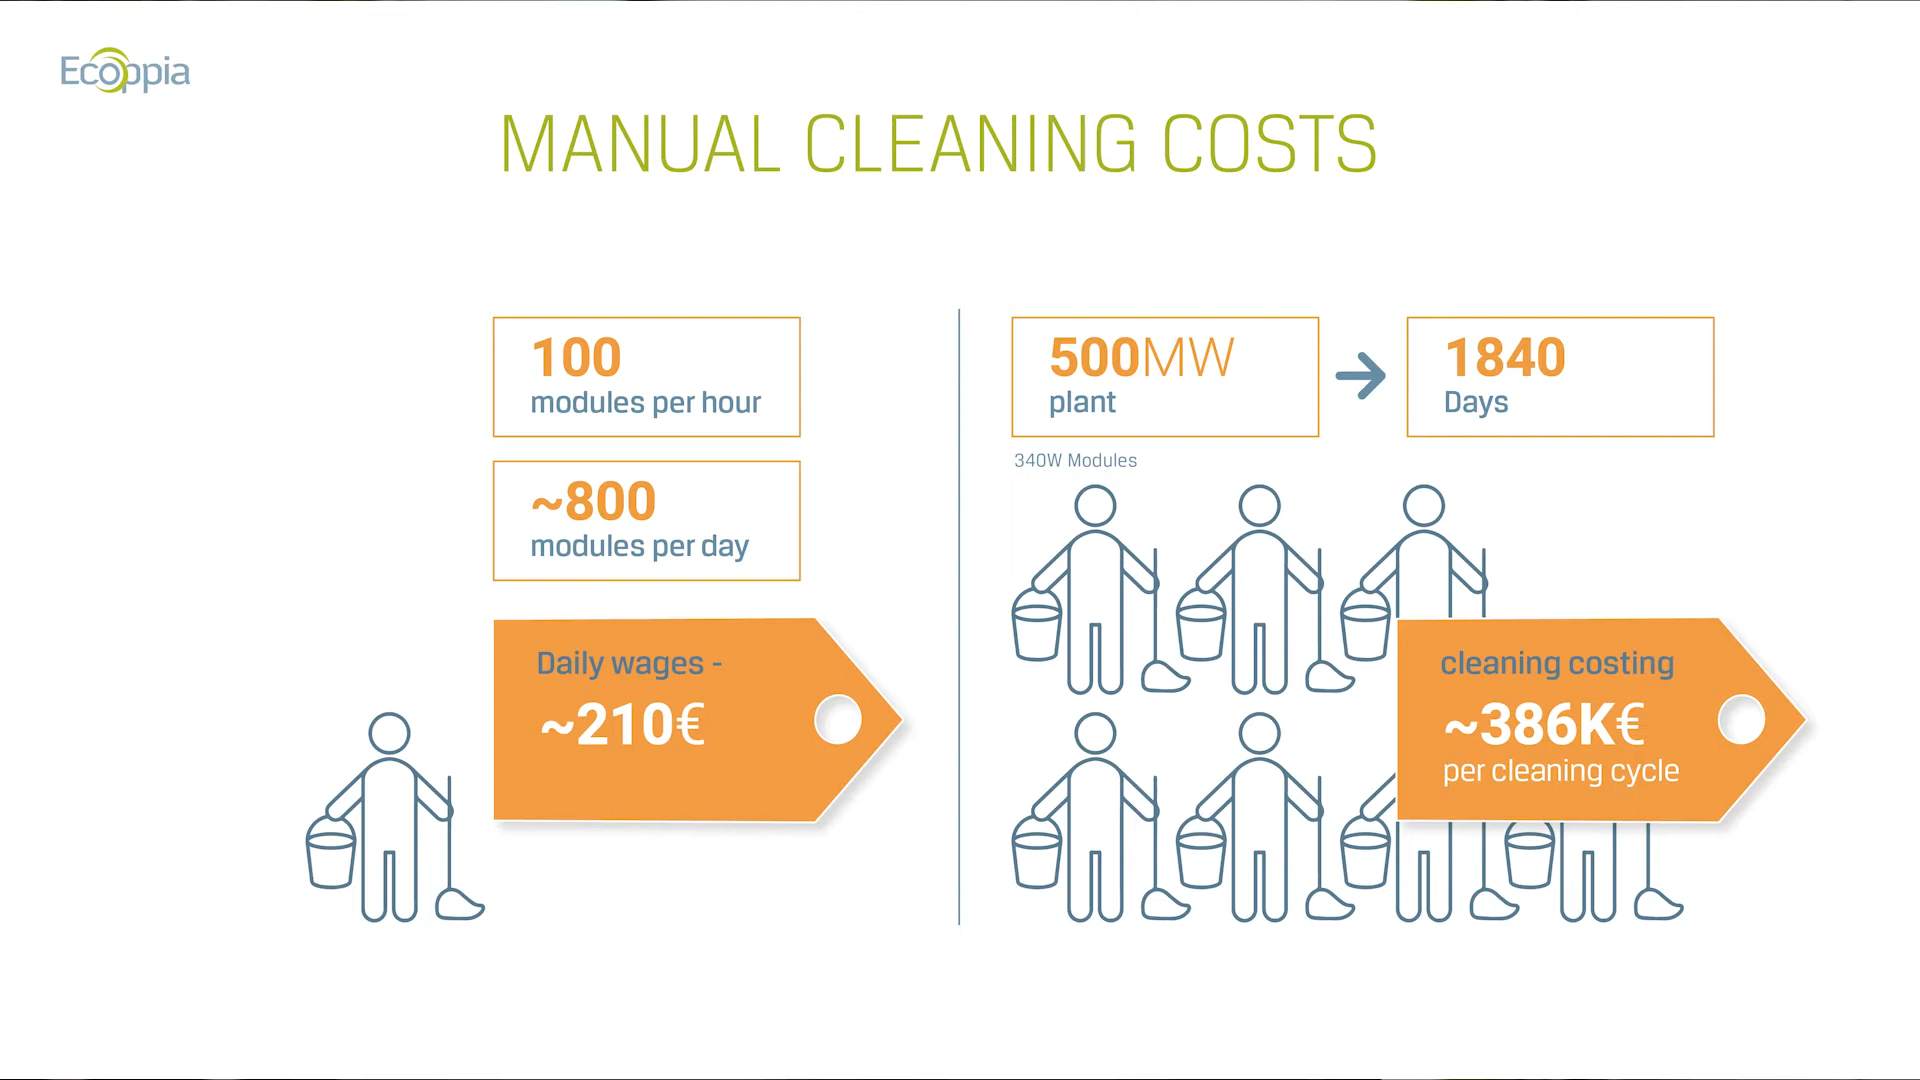 Ecoppia
MANUAL CLEANING COSTS
100
modules per hour
~800
modules per day
Daily wages -
~210€
500MW
plant
340W Modules
1840
Days
cleaning costing
~386K€
per cleaning cycle